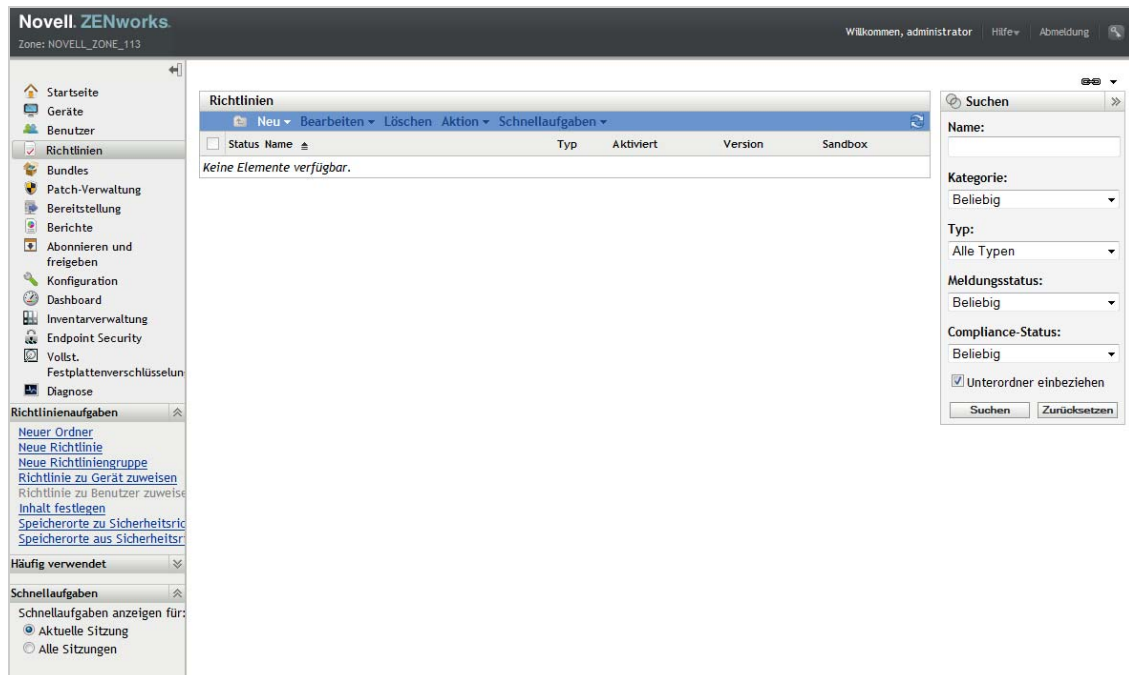 Novell. ZENworks.
Zone: NOVELL_ZONE_113
Willkommen, administrator Hilfe Abmeldung
Startseite
Geräte
Benutzer
Richtlinien
Bundles
Patch-Verwaltung
Bereitstellung
Berichte
Abonnieren und
freigeben
Konfiguration
Dashboard
Inventarverwaltung
Endpoint Security
Vollst.
Festplattenverschlüsselun
Diagnose
Richtlinienaufgaben
Neuer Ordner
Neue Richtlinie
Neue Richtliniengruppe
Richtlinie zu Gerät zuweisen
Richtlinie zu Benutzer zuweise
Inhalt festlegen
Speicherorte zu Sicherheitsric
Speicherorte aus Sicherheitsr
Häufig verwendet
Schnellaufgaben
Schnellaufgaben anzeigen für:
Aktuelle Sitzung
Alle Sitzungen
Richtlinien
Neu Bearbeiten Löschen Aktion Schnellaufgaben
Status Name Typ Aktiviert Version Sandbox
Keine Elemente verfügbar.
Suchen
Name:
Kategorie:
Beliebig
Typ:
Alle Typen
Meldungsstatus:
Beliebig
Compliance-Status:
Beliebig
Unterordner einbeziehen
Suchen Zurücksetzen